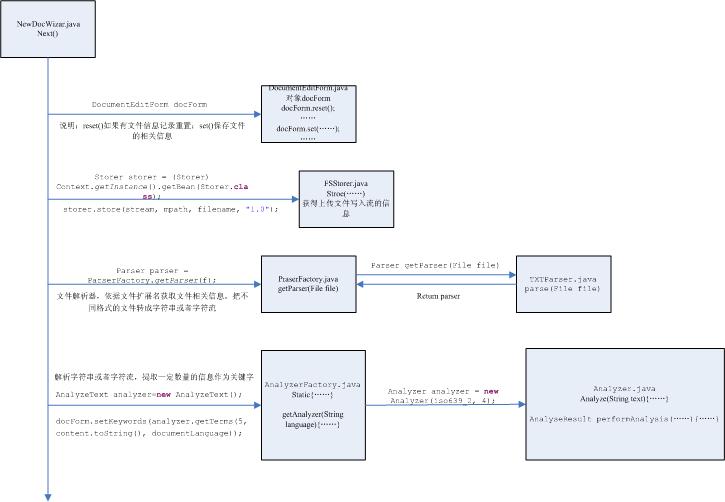 NewDocWizar.java
Next()
DocumentEditForm docForm
说明：reset()如果有文件信息记录重置；set()保存文件
的相关信息
DocumentEditForm.java
对象docForm
docForm.reset();
……
docForm.set(……);
……
Storer storer = (Storer)
Context.getInstance().getBean(Storer.cla
ss);
storer.store(stream, mpath, filename, "1.0");
FSStorer.java
Stroe(……)
获得上传文件写入流的信
息
Parser parser =
ParserFactory.getParser(f);
文件解析器，依据文件扩展名获取文件相关信息，把不
同格式的文件转成字符串或者字符流
PraserFactory.java
getParser(File file)
Parser getParser(File file)
Return parser
TXTParser.java
parse(File file)
解析字符串或者字符流，提取一定数量的信息作为关键字
AnalyzeText analyzer=new AnalyzeText();
docForm.setKeywords(analyzer.getTerms(5,
content.toString(), documentLanguage));
AnalyzerFactory.java
Static{……}
getAnalyzer(String
language){……}
Analyzer analyzer = new
Analyzer(iso639_2, 4);
Analyzer.java
Analyze(String text){……}
AnalyseResult performAnalysis(……){……}